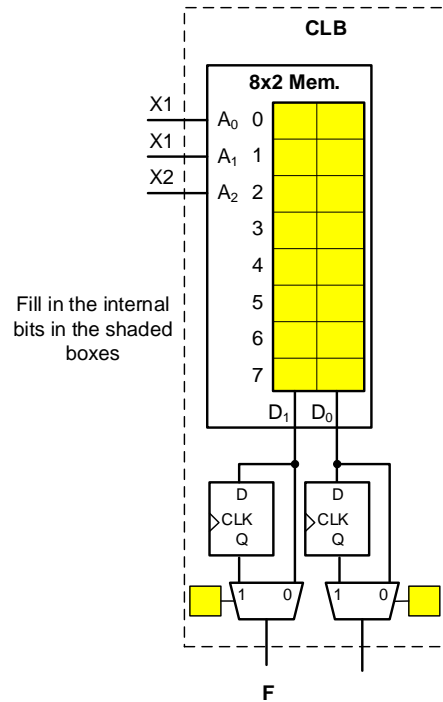 CLB
8x2 Mem.
X1 A₀ 0
X1 A₁ 1
X2 A₂ 2
3
4
5
6
7
Fill in the internal
bits in the shaded
boxes
D₁ D₀
D D
CLK CLK
Q Q
1 0 1 0
F